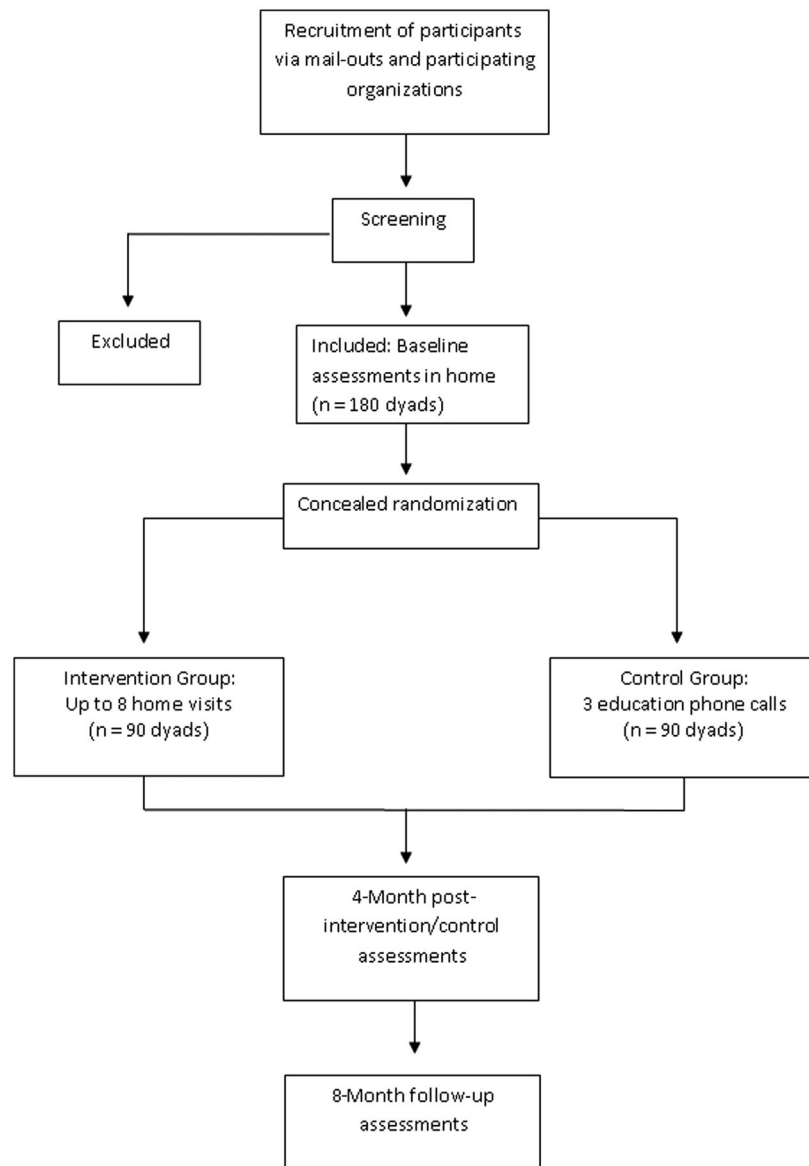 Recruitment of participants
via mail-outs and participating
organizations
Screening
Excluded
Included: Baseline
assessments in home
(n = 180 dyads)
Concealed randomization
Intervention Group:
Up to 8 home visits
(n = 90 dyads)
Control Group:
3 education phone calls
(n = 90 dyads)
4-Month post-
intervention/control
assessments
8-Month follow-up
assessments